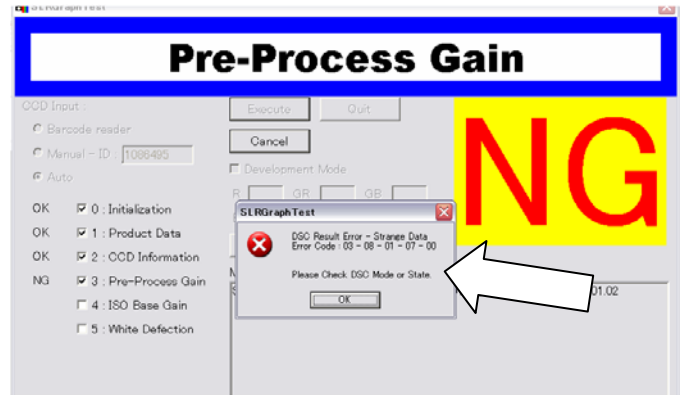 SLRGraphTest
Pre-Process Gain
CCD Input :
Barcode reader
Manual - ID : 1086495
Auto
Execute
Quit
Cancel
Development Mode
R
GR
GB
NG
OK 0 : Initialization
OK 1 : Product Data
OK 2 : CCD Information
NG 3 : Pre-Process Gain
4 : ISO Base Gain
5 : White Defection
SLRGraphTest
DSC Result Error - Strange Data
Error Code : 03 - 08 - 01 - 07 - 00
Please Check DSC Mode or State.
OK
01.02